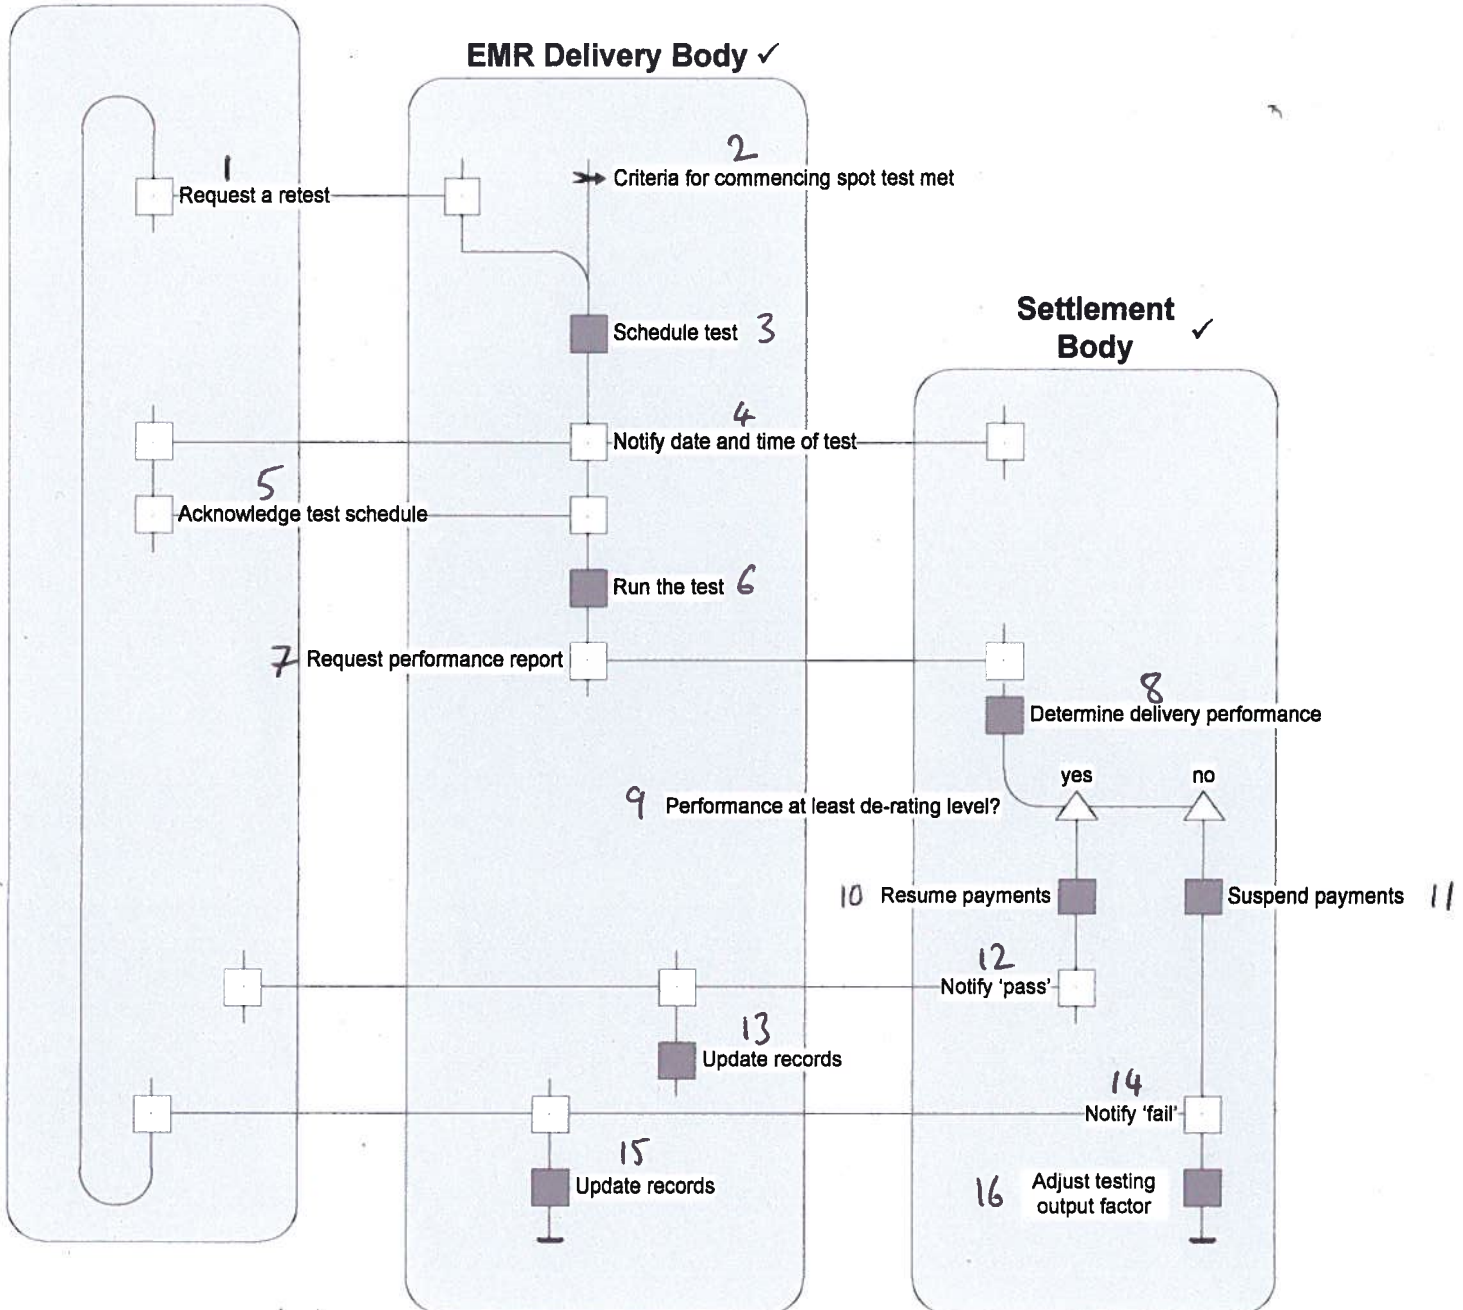 EMR Delivery Body ✓
1
2
Criteria for commencing spot test met
Request a retest
Settlement
Body ✓
Schedule test 3
4
Notify date and time of test
5
Acknowledge test schedule
Run the test 6
7 Request performance report
8
Determine delivery performance
yes no
9 Performance at least de-rating level?
10 Resume payments
Suspend payments 11
12
Notify ‘pass’
13
Update records
14
Notify ‘fail’
15
Update records
16 Adjust testing
output factor